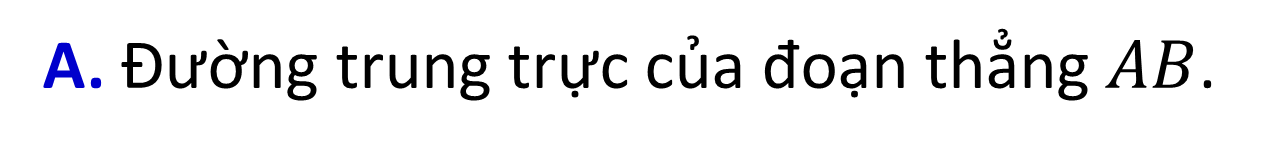 A. Đường trung trực của đoạn thẳng AB.